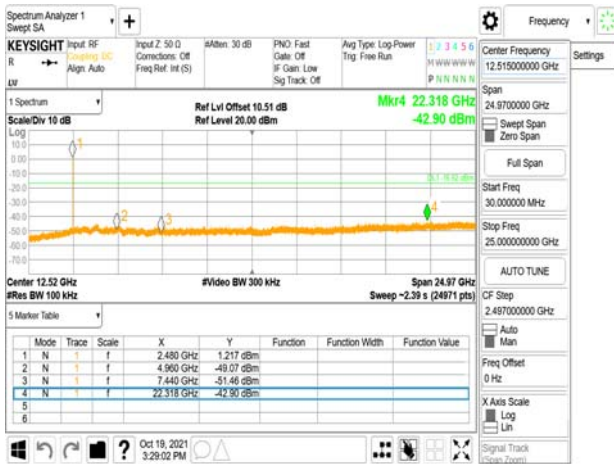 Spectrum Analyzer 1
Swept SA
Frequency
KEYSIGHT
Input: RF
Coupling: DC
Align: Auto
Input Z: 50 Ω
Corrections: Off
Freq Ref: Int (S)
#Atten: 30 dB
PNO: Fast
Gate: Off
IF Gain: Low
Sig Track: Off
Avg Type: Log-Power
Trig: Free Run
1 2 3 4 5 6
M W W W W W
P N N N N N
R
LXI
Center Frequency
12.515000000 GHz
Settings
1 Spectrum
Scale/Div 10 dB
Ref Lvl Offset 10.51 dB
Ref Level 20.00 dBm
Mkr4 22.318 GHz
-42.90 dBm
Span
24.9700000 GHz
Swept Span
Zero Span
Full Span
Start Freq
30.000000 MHz
Stop Freq
25.000000000 GHz
AUTO TUNE
CF Step
2.497000000 GHz
Auto
Man
Freq Offset
0 Hz
X Axis Scale
Log
Lin
Signal Track
(Span Zoom)
Log
10.0
0.00
-10.0
-20.0
-30.0
-40.0
-50.0
-60.0
-70.0
1
2
3
4
Center 12.52 GHz
#Video BW 300 kHz
Span 24.97 GHz
#Res BW 100 kHz
Sweep ~2.39 s (24971 pts)
5 Marker Table
Mode Trace Scale X Y Function Function Width Function Value
1 N 1 f 2.480 GHz 1.217 dBm
2 N 1 f 4.960 GHz -49.07 dBm
3 N 1 f 7.440 GHz -51.46 dBm
4 N 1 f 22.318 GHz -42.90 dBm
5
6
?
Oct 19, 2021
3:29:02 PM